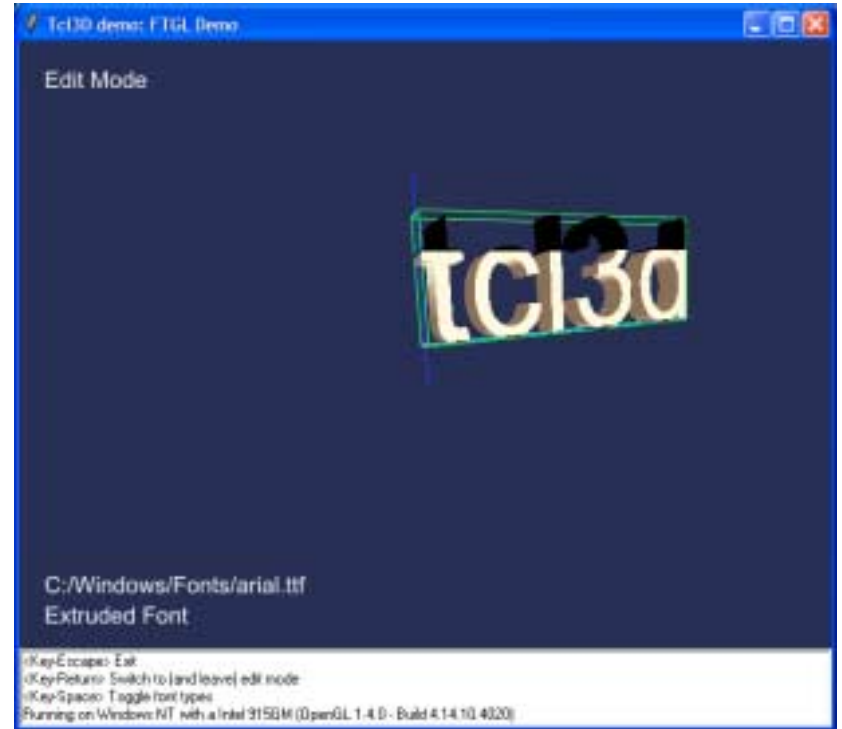 Tcl3D demo: FTGL Demo
Edit Mode
tcl3d
C:/Windows/Fonts/arial.ttf
Extruded Font
<Key-Escape> Exit
<Key-Return> Switch to (and leave) edit mode
<Key-Space> Toggle font types
Running on Windows NT with a Intel 915GM (OpenGL 1.4.0 - Build 4.14.10.4020)